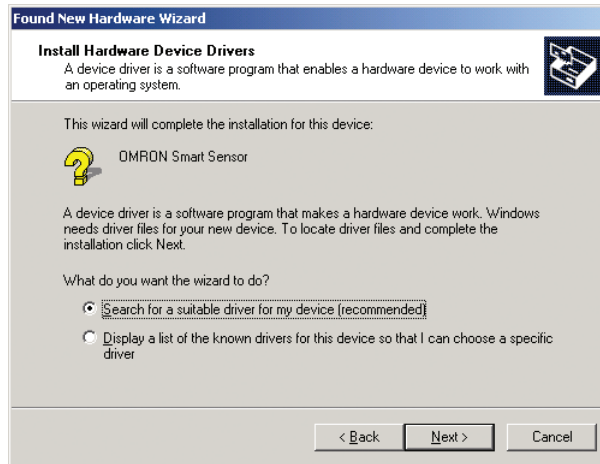 Found New Hardware Wizard
Install Hardware Device Drivers
A device driver is a software program that enables a hardware device to work with
an operating system.
This wizard will complete the installation for this device:
OMRON Smart Sensor
A device driver is a software program that makes a hardware device work. Windows
needs driver files for your new device. To locate driver files and complete the
installation click Next.
What do you want the wizard to do?
Search for a suitable driver for my device (recommended)
Display a list of the known drivers for this device so that I can choose a specific
driver
< Back Next > Cancel